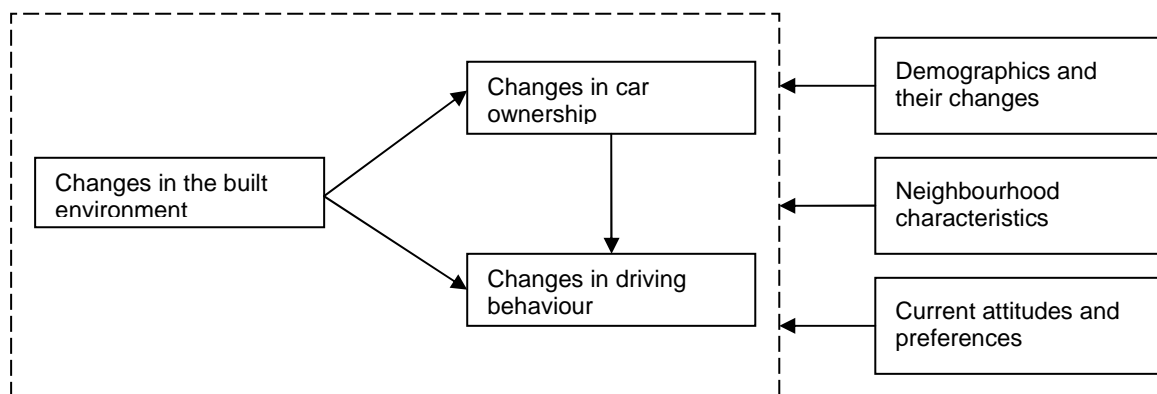 Changes in car
ownership
Demographics and
their changes
Changes in the built
environment
Neighbourhood
characteristics
Changes in driving
behaviour
Current attitudes and
preferences